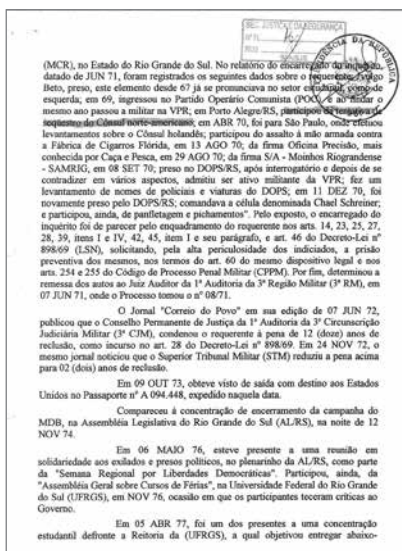 SEC. JUSTIÇA E DA SEGURANÇA
(MCR), no Estado do Rio Grande do Sul. No relatório do encarregado do inquérito,
datado de JUN 71, foram registrados os seguintes dados sobre o requerente: vulgo
Beto, preso, este elemento desde 67 já se pronunciava no setor estudantil, como de
esquerda; em 69, ingressou no Partido Operário Comunista (POC), e ao findar o
mesmo ano passou a militar na VPR; em Porto Alegre/RS, participou da tentativa de
sequestro do Cônsul norte-americano; em ABR 70, foi para São Paulo, onde efetuou
levantamentos sobre o Cônsul holandês; participou do assalto à mão armada contra
a Fábrica de Cigarros Flórida, em 13 AGO 70; da firma Oficina Precisão, mais
conhecida por Caça e Pesca, em 29 AGO 70; da firma S/A - Moinhos Riograndense
- SAMRIG, em 08 SET 70; preso no DOPS/RS, após interrogatório e depois de se
contradizer em vários aspectos, admitiu ser ativo militante da VPR; fez um
levantamento de nomes de policiais e viaturas do DOPS; em 11 DEZ 70, foi
novamente preso pelo DOPS/RS; comandava a célula denominada Chael Schreiner;
e participou, ainda, de panfletagem e pichamentos". Pelo exposto, o encarregado do
inquérito foi de parecer pelo enquadramento do requerente nos arts. 14, 23, 25, 27,
28, 39, itens I e IV, 42, 45, item I e seu parágrafo, e art. 46 do Decreto-Lei nº
898/69 (LSN), solicitando, pela alta periculosidade dos indiciados, a prisão
preventiva dos mesmos, nos termos do art. 60 do mesmo dispositivo legal e nos
arts. 254 e 255 do Código de Processo Penal Militar (CPPM). Por fim, determinou a
remessa dos autos ao Juiz Auditor da 1ª Auditoria da 3ª Região Militar (3ª RM), em
07 JUN 71, onde o Processo tomou o nº 08/71.
O Jornal "Correio do Povo" em sua edição de 07 JUN 72,
publicou que o Conselho Permanente de Justiça da 1ª Auditoria da 3ª Circunscrição
Judiciária Militar (3ª CJM), condenou o requerente à pena de 12 (doze) anos de
reclusão, como incurso no art. 28 do Decreto-Lei nº 898/69. Em 24 NOV 72, o
mesmo jornal noticiou que o Superior Tribunal Militar (STM) reduziu a pena acima
para 02 (dois) anos de reclusão.
Em 09 OUT 73, obteve visto de saída com destino aos Estados
Unidos no Passaporte nº A 094.448, expedido naquela data.
Compareceu à concentração de encerramento da campanha do
MDB, na Assembléia Legislativa do Rio Grande do Sul (AL/RS), na noite de 12
NOV 74.
Em 06 MAIO 76, esteve presente a uma reunião em
solidariedade aos exilados e presos políticos, no plenarinho da AL/RS, como parte
da "Semana Regional por Liberdades Democráticas". Participou, ainda, da
"Assembléia Geral sobre Cursos de Férias", na Universidade Federal do Rio Grande
do Sul (UFRGS), em NOV 76, ocasião em que os participantes teceram críticas ao
Governo.
Em 05 ABR 77, foi um dos presentes a uma concentração
estudantil defronte a Reitoria da (UFRGS), a qual objetivou entregar abaixo-